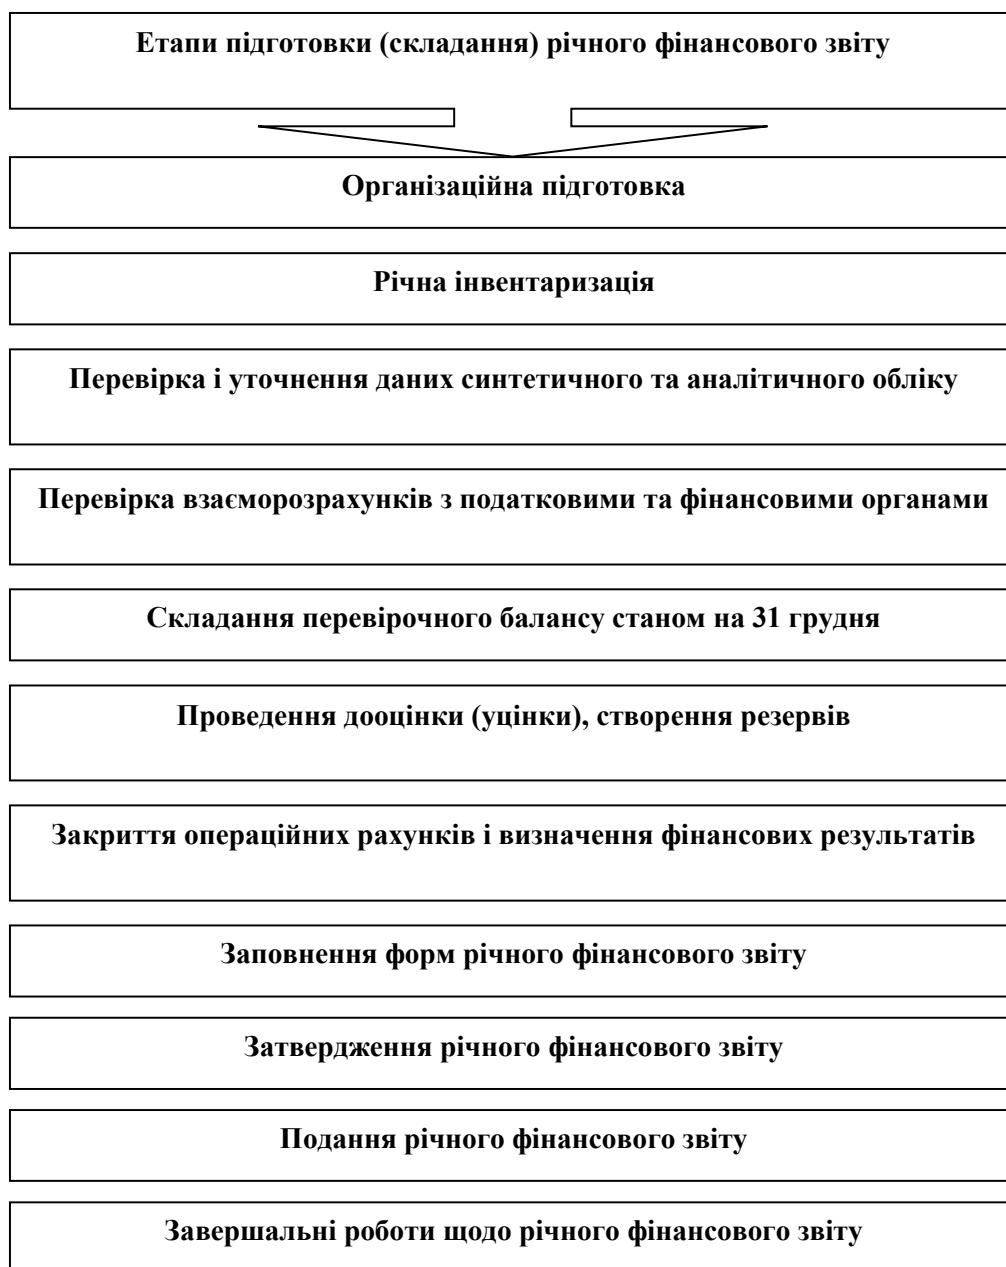 Етапи підготовки (складання) річного фінансового звіту
Організаційна підготовка
Річна інвентаризація
Перевірка і уточнення даних синтетичного та аналітичного обліку
Перевірка взаєморозрахунків з податковими та фінансовими органами
Складання перевірочного балансу станом на 31 грудня
Проведення дооцінки (уцінки), створення резервів
Закриття операційних рахунків і визначення фінансових результатів
Заповнення форм річного фінансового звіту
Затвердження річного фінансового звіту
Подання річного фінансового звіту
Завершальні роботи щодо річного фінансового звіту